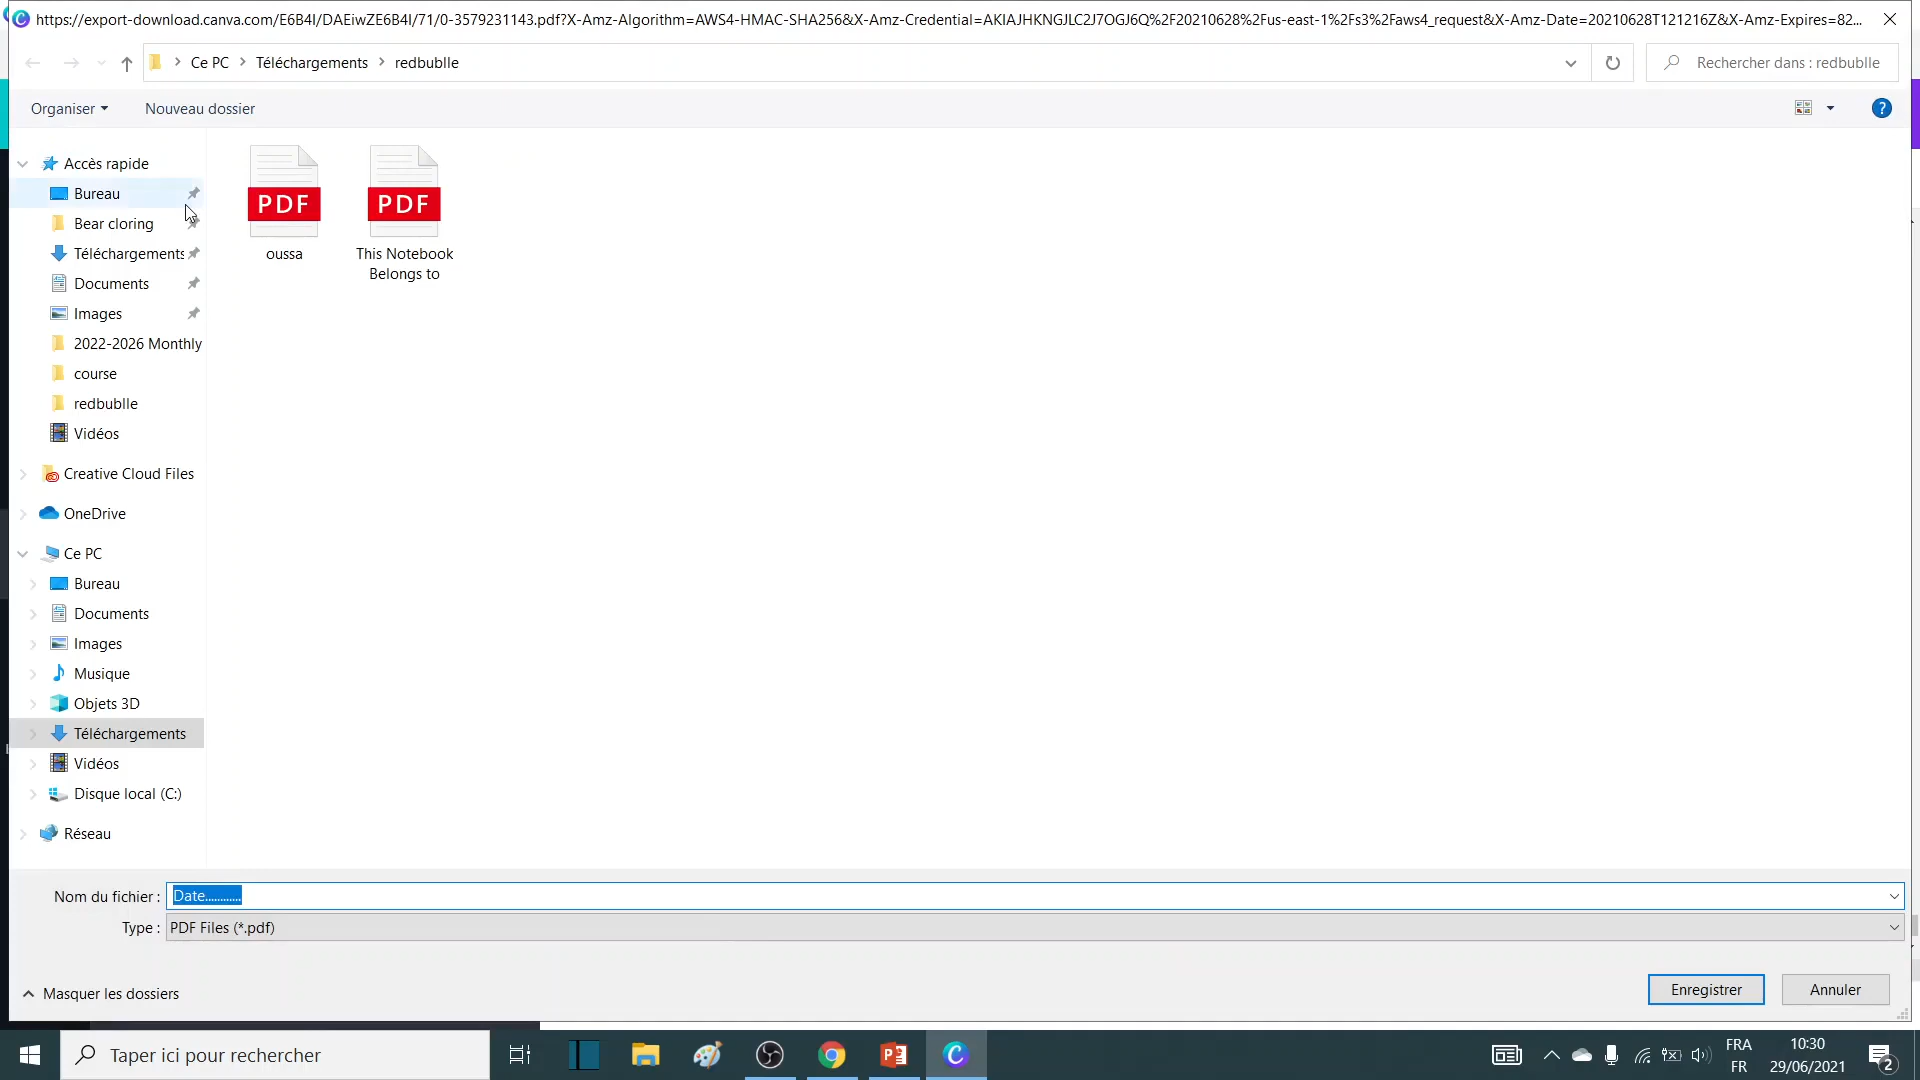 https://export-download.canva.com/E6B4I/DAEiwZE6B4I/71/0-3579231143.pdf?X-Amz-Algorithm=AWS4-HMAC-SHA256&X-Amz-Credential=AKIAJHKNGJLC2J7OGJ6Q%2F20210628%2Fus-east-1%2Fs3%2Faws4_request&X-Amz-Date=20210628T121216Z&X-Amz-Expires=82...
Ce PC > Téléchargements > redbublle
Rechercher dans : redbublle
Organiser
Nouveau dossier
Accès rapide
Bureau
Bear cloring
Téléchargements
Documents
Images
2022-2026 Monthly
course
redbublle
Vidéos
Creative Cloud Files
OneDrive
Ce PC
Bureau
Documents
Images
Musique
Objets 3D
Téléchargements
Vidéos
Disque local (C:)
Réseau
PDF
oussa
PDF
This Notebook
Belongs to
Nom du fichier :
Date............
Type :
PDF Files (*.pdf)
Masquer les dossiers
Enregistrer
Annuler
Taper ici pour rechercher
FRA
FR
10:30
29/06/2021
2